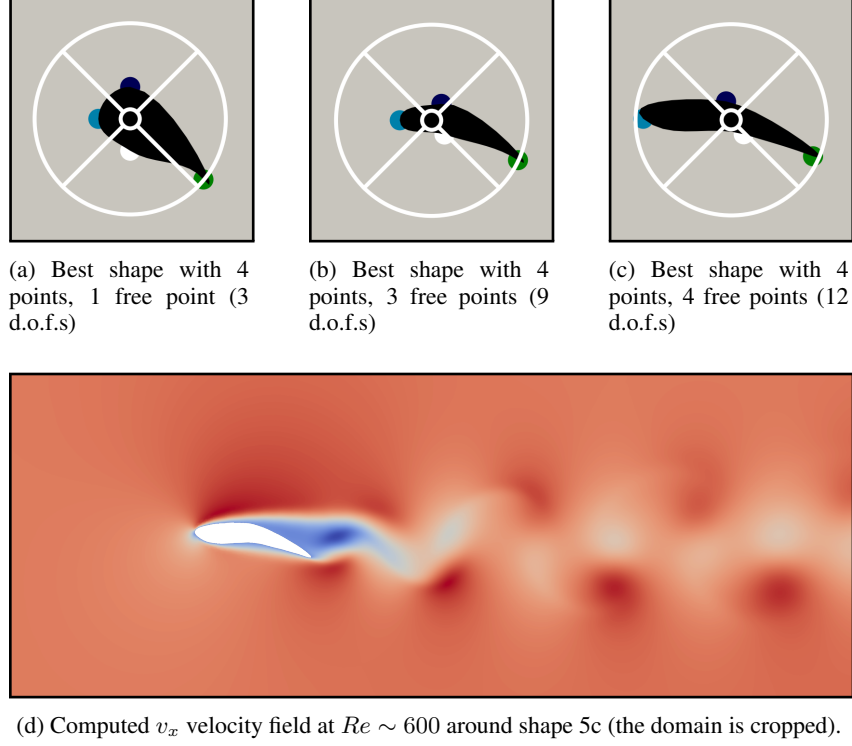 (a) Best shape with 4
points, 1 free point (3
d.o.f.s)
(b) Best shape with 4
points, 3 free points (9
d.o.f.s)
(c) Best shape with 4
points, 4 free points (12
d.o.f.s)
(d) Computed v_x velocity field at Re ∼ 600 around shape 5c (the domain is cropped).